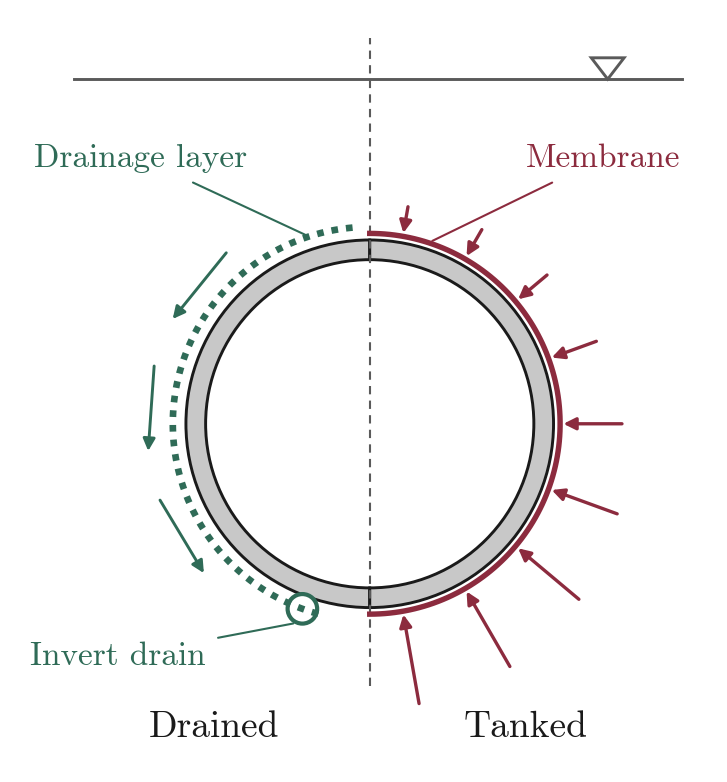 Drainage layer
Membrane
Invert drain
Drained
Tanked